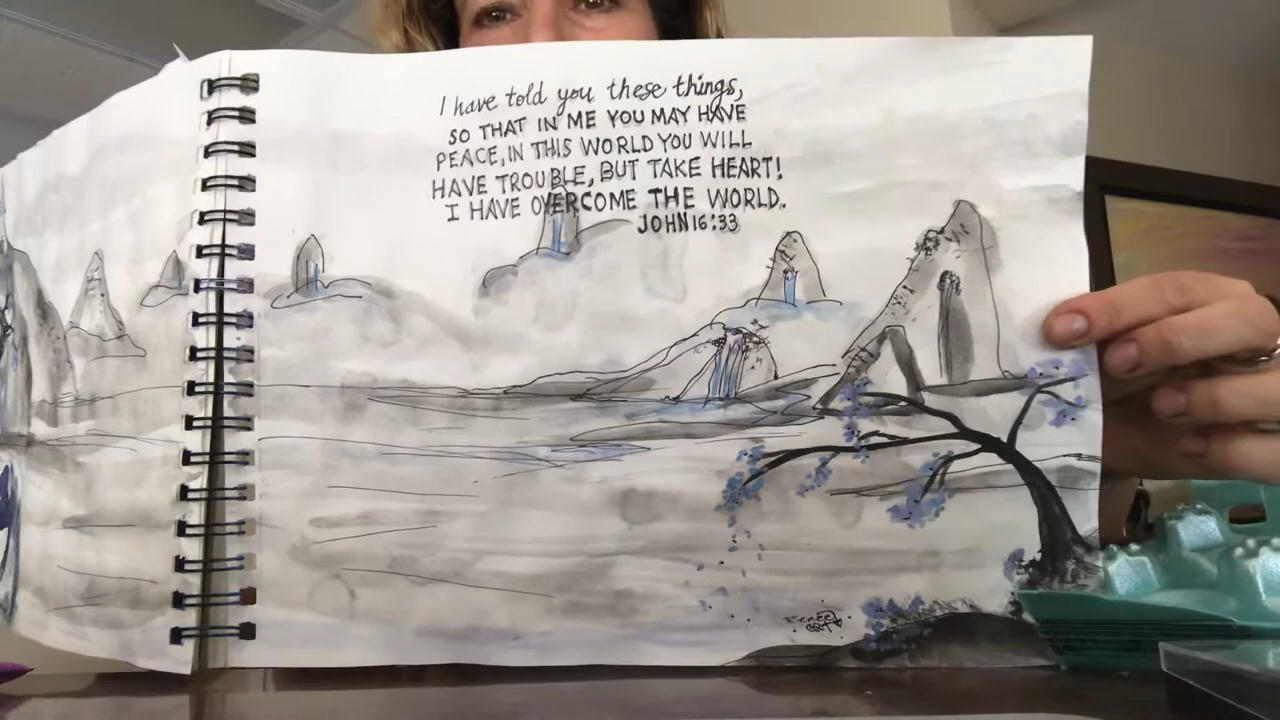 I have told you these things,
SO THAT IN ME YOU MAY HAVE
PEACE, IN THIS WORLD YOU WILL
HAVE TROUBLE, BUT TAKE HEART!
I HAVE OVERCOME THE WORLD.
JOHN 16:33
Renée